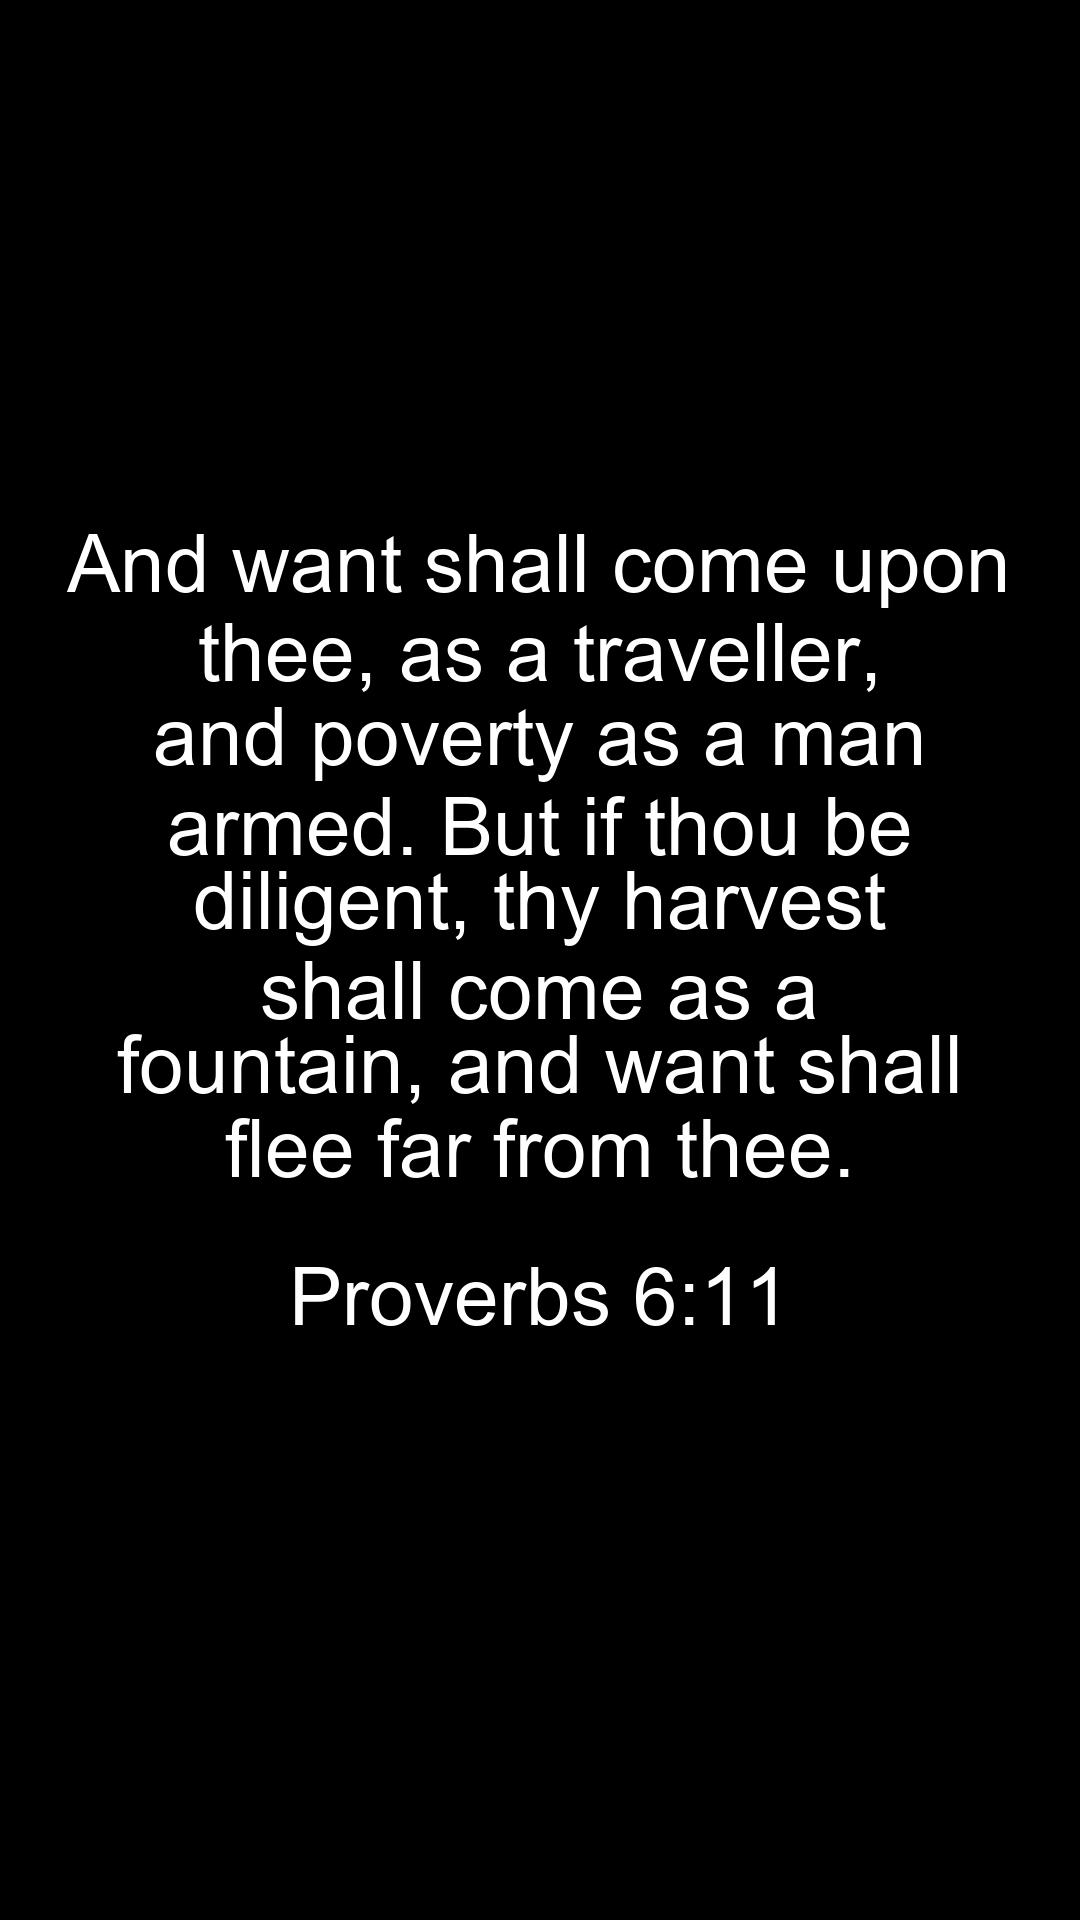 And want shall come upon
thee, as a traveller,
and poverty as a man
armed. But if thou be
diligent, thy harvest
shall come as a
fountain, and want shall
flee far from thee.
Proverbs 6:11